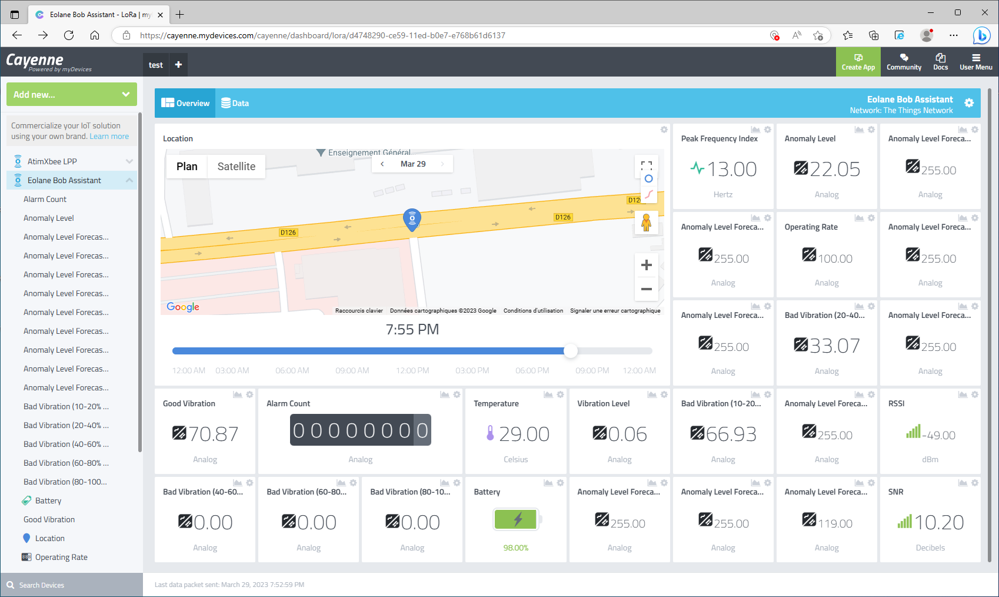 Eolane Bob Assistant - LoRa | my
https://cayenne.mydevices.com/cayenne/dashboard/lora/d4748290-ce59-11ed-b0e7-e768b61d6137
Cayenne
Powered by myDevices
test
Create App
Community
Docs
User Menu
Add new...
Commercialize your IoT solution
using your own brand. Learn more
AtimXbee LPP
Eolane Bob Assistant
Alarm Count
Anomaly Level
Anomaly Level Forecas...
Anomaly Level Forecas...
Anomaly Level Forecas...
Anomaly Level Forecas...
Anomaly Level Forecas...
Anomaly Level Forecas...
Anomaly Level Forecas...
Anomaly Level Forecas...
Anomaly Level Forecas...
Bad Vibration (10-20% ...
Bad Vibration (20-40% ...
Bad Vibration (40-60% ...
Bad Vibration (60-80% ...
Bad Vibration (80-100...
Battery
Good Vibration
Location
Operating Rate
Search Devices
Overview
Data
Eolane Bob Assistant
Network: The Things Network
Location
Enseignement Général...
Plan
Satellite
Mar 29
D126
D126
D12
Google
Raccourcis clavier
Données cartographiques ©2023 Google
Conditions d'utilisation
Signaler une erreur cartographique
7:55 PM
12:00 AM
03:00 AM
06:00 AM
09:00 AM
12:00 PM
03:00 PM
06:00 PM
09:00 PM
12:00 AM
Peak Frequency Index
13.00
Hertz
Anomaly Level
22.05
Analog
Anomaly Level Foreca...
255.00
Analog
Anomaly Level Foreca...
255.00
Analog
Operating Rate
100.00
Analog
Anomaly Level Foreca...
255.00
Analog
Anomaly Level Foreca...
255.00
Analog
Bad Vibration (20-40...
33.07
Analog
Anomaly Level Foreca...
255.00
Analog
Good Vibration
70.87
Analog
Alarm Count
0 0 0 0 0 0 0 0
Analog
Temperature
29.00
Celsius
Vibration Level
0.06
Analog
Bad Vibration (10-20...
66.93
Analog
Anomaly Level Foreca...
255.00
Analog
RSSI
-49.00
dBm
Bad Vibration (40-60...
0.00
Analog
Bad Vibration (60-80...
0.00
Analog
Bad Vibration (80-10...
0.00
Analog
Battery
98.00%
Anomaly Level Foreca...
255.00
Analog
Anomaly Level Foreca...
255.00
Analog
Anomaly Level Foreca...
119.00
Analog
SNR
10.20
Decibels
Last data packet sent: March 29, 2023 7:52:59 PM